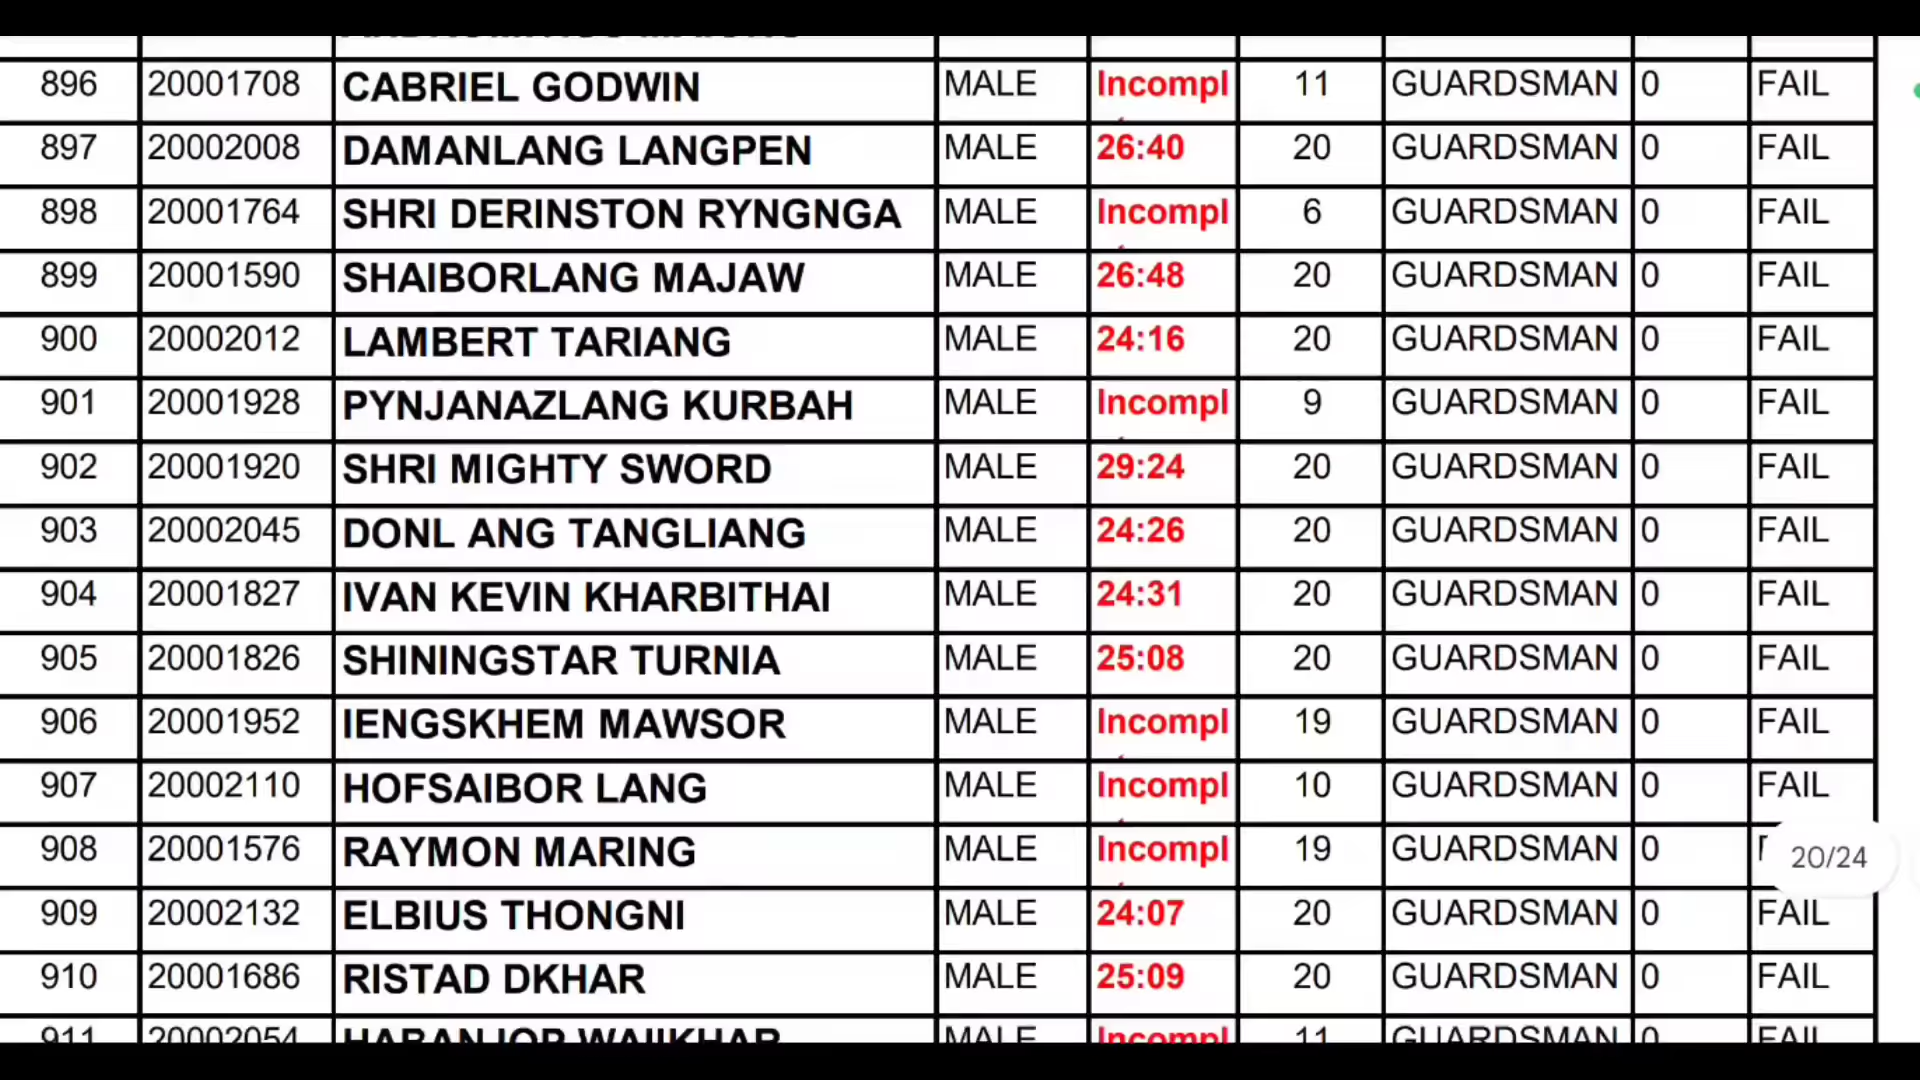 896 20001708 CABRIEL GODWIN MALE Incompl 11 GUARDSMAN 0 FAIL
897 20002008 DAMANLANG LANGPEN MALE 26:40 20 GUARDSMAN 0 FAIL
898 20001764 SHRI DERINSTON RYNGNGA MALE Incompl 6 GUARDSMAN 0 FAIL
899 20001590 SHAIBORLANG MAJAW MALE 26:48 20 GUARDSMAN 0 FAIL
900 20002012 LAMBERT TARIANG MALE 24:16 20 GUARDSMAN 0 FAIL
901 20001928 PYNJANAZLANG KURBAH MALE Incompl 9 GUARDSMAN 0 FAIL
902 20001920 SHRI MIGHTY SWORD MALE 29:24 20 GUARDSMAN 0 FAIL
903 20002045 DONL ANG TANGLIANG MALE 24:26 20 GUARDSMAN 0 FAIL
904 20001827 IVAN KEVIN KHARBITHAI MALE 24:31 20 GUARDSMAN 0 FAIL
905 20001826 SHININGSTAR TURNIA MALE 25:08 20 GUARDSMAN 0 FAIL
906 20001952 IENGSKHEM MAWSOR MALE Incompl 19 GUARDSMAN 0 FAIL
907 20002110 HOFSAIBOR LANG MALE Incompl 10 GUARDSMAN 0 FAIL
908 20001576 RAYMON MARING MALE Incompl 19 GUARDSMAN 0
20/24
909 20002132 ELBIUS THONGNI MALE 24:07 20 GUARDSMAN 0 FAIL
910 20001686 RISTAD DKHAR MALE 25:09 20 GUARDSMAN 0 FAIL
911 20002054 MALE Incompl 11 GUARDSMAN 0 FAIL